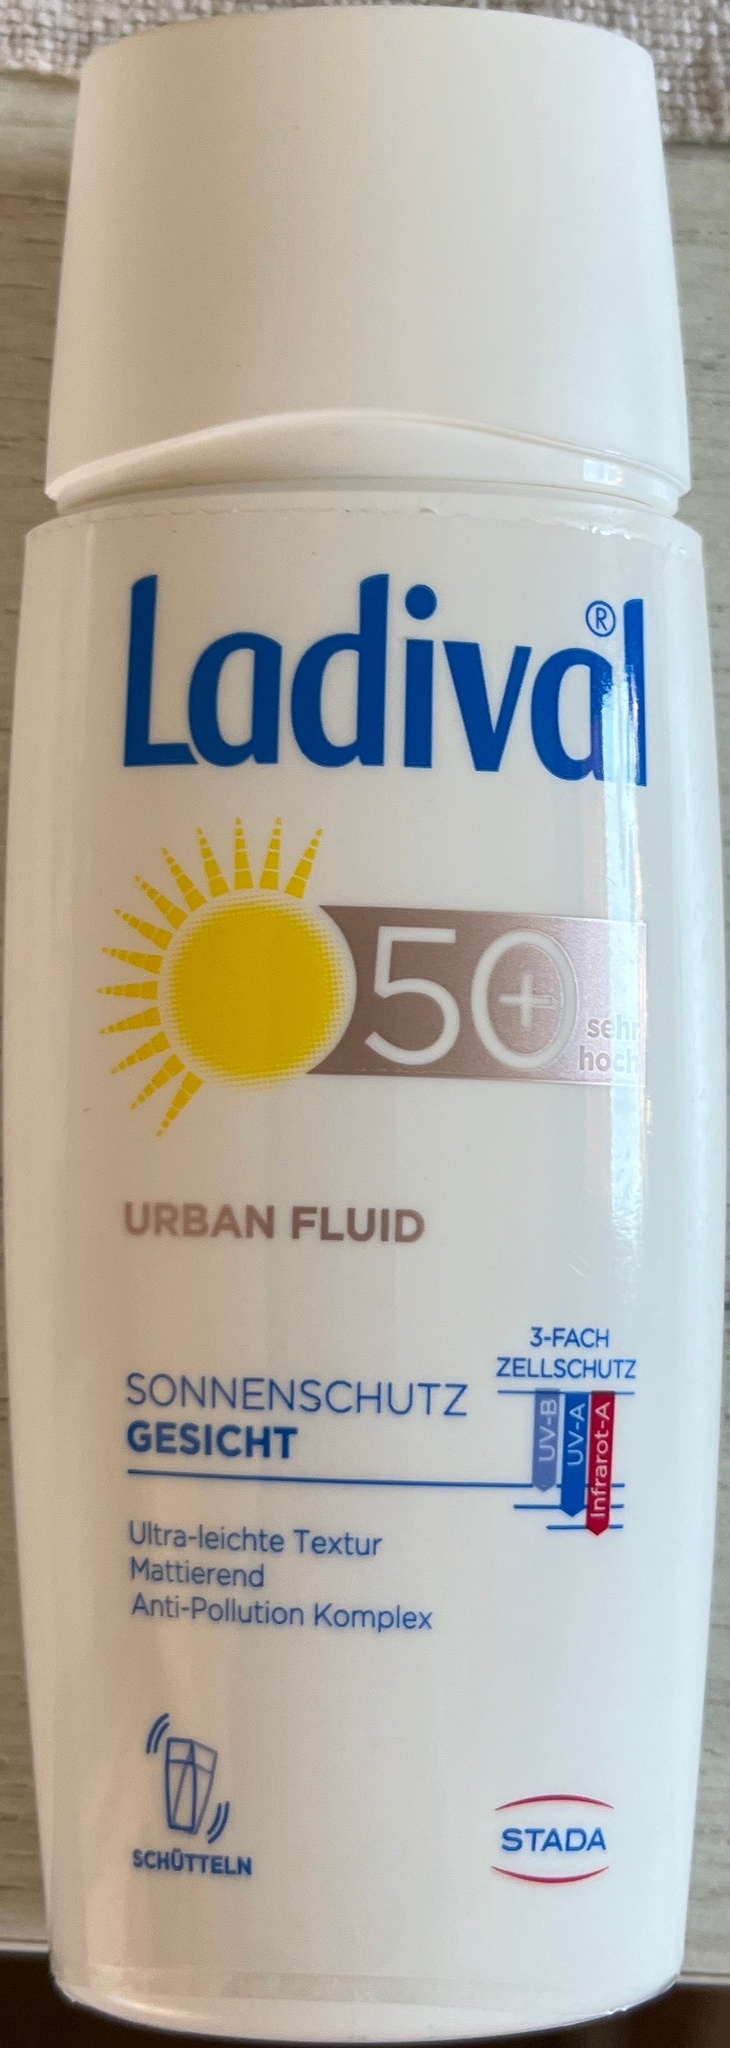 Ladival®
50+
sehr
hoch
URBAN FLUID
3-FACH
ZELLSCHUTZ
UV-B
UV-A
Infrarot-A
SONNENSCHUTZ
GESICHT
Ultra-leichte Textur
Mattierend
Anti-Pollution Komplex
SCHÜTTELN
STADA